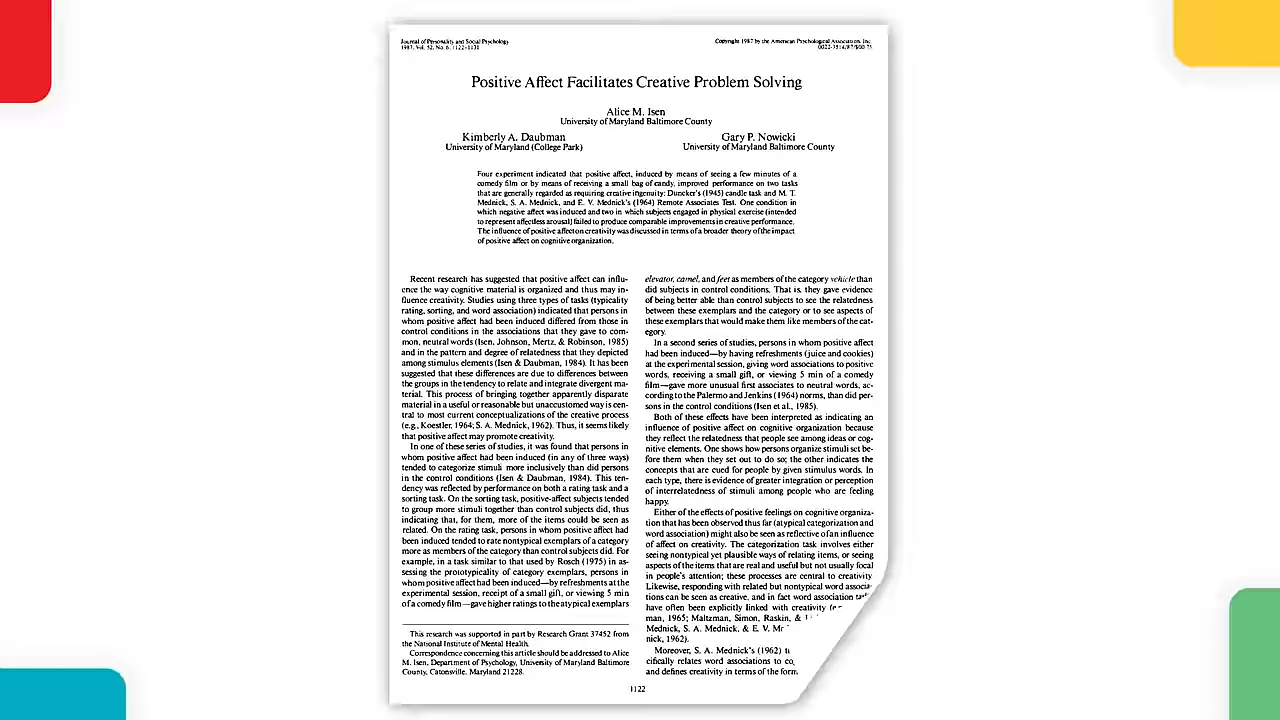 Journal of Personality and Social Psychology
1987, Vol. 52, No. 6, 1122-1131
Copyright 1987 by the American Psychological Association, Inc.
0022-3514/87/$00.75
Positive Affect Facilitates Creative Problem Solving
Alice M. Isen
University of Maryland Baltimore County
Kimberly A. Daubman
University of Maryland (College Park)
Gary P. Nowicki
University of Maryland Baltimore County
Four experiment indicated that positive affect, induced by means of seeing a few minutes of a
comedy film or by means of receiving a small bag of candy, improved performance on two tasks
that are generally regarded as requiring creative ingenuity: Duncker's (1945) candle task and M. T.
Mednick, S. A. Mednick, and E. V. Mednick's (1964) Remote Associates Test. One condition in
which negative affect was induced and two in which subjects engaged in physical exercise (intended
to represent affectless arousal) failed to produce comparable improvements in creative performance.
The influence of positive affect on creativity was discussed in terms of a broader theory of the impact
of positive affect on cognitive organization.
Recent research has suggested that positive affect can influ-
ence the way cognitive material is organized and thus may in-
fluence creativity. Studies using three types of tasks (typicality
rating, sorting, and word association) indicated that persons in
whom positive affect had been induced differed from those in
control conditions in the associations that they gave to com-
mon, neutral words (Isen, Johnson, Mertz, & Robinson, 1985)
and in the pattern and degree of relatedness that they depicted
among stimulus elements (Isen & Daubman, 1984). It has been
suggested that these differences are due to differences between
the groups in the tendency to relate and integrate divergent ma-
terial. This process of bringing together apparently disparate
material in a useful or reasonable but unaccustomed way is cen-
tral to most current conceptualizations of the creative process
(e.g., Koestler, 1964; S. A. Mednick, 1962). Thus, it seems likely
that positive affect may promote creativity.
In one of these series of studies, it was found that persons in
whom positive affect had been induced (in any of three ways)
tended to categorize stimuli more inclusively than did persons
in the control conditions (Isen & Daubman, 1984). This ten-
dency was reflected by performance on both a rating task and a
sorting task. On the sorting task, positive-affect subjects tended
to group more stimuli together than control subjects did, thus
indicating that, for them, more of the items could be seen as
related. On the rating task, persons in whom positive affect had
been induced tended to rate nontypical exemplars of a category
more as members of the category than control subjects did. For
example, in a task similar to that used by Rosch (1975) in as-
sessing the prototypicality of category exemplars, persons in
whom positive affect had been induced—by refreshments at the
experimental session, receipt of a small gift, or viewing 5 min
of a comedy film—gave higher ratings to the atypical exemplars
This research was supported in part by Research Grant 37452 from
the National Institute of Mental Health.
Correspondence concerning this article should be addressed to Alice
M. Isen, Department of Psychology, University of Maryland Baltimore
County, Catonsville, Maryland 21228.
elevator, camel, and feet as members of the category vehicle than
did subjects in control conditions. That is, they gave evidence
of being better able than control subjects to see the relatedness
between these exemplars and the category or to see aspects of
these exemplars that would make them like members of the cat-
egory.
In a second series of studies, persons in whom positive affect
had been induced—by having refreshments (juice and cookies)
at the experimental session, giving word associations to positive
words, receiving a small gift, or viewing 5 min of a comedy
film—gave more unusual first associates to neutral words, ac-
cording to the Palermo and Jenkins (1964) norms, than did per-
sons in the control conditions (Isen et al., 1985).
Both of these effects have been interpreted as indicating an
influence of positive affect on cognitive organization because
they reflect the relatedness that people see among ideas or cog-
nitive elements. One shows how persons organize stimuli set be-
fore them when they set out to do so; the other indicates the
concepts that are cued for people by given stimulus words. In
each type, there is evidence of greater integration or perception
of interrelatedness of stimuli among people who are feeling
happy.
Either of the effects of positive feelings on cognitive organiza-
tion that has been observed thus far (atypical categorization and
word association) might also be seen as reflective of an influence
of affect on creativity. The categorization task involves either
seeing nontypical yet plausible ways of relating items, or seeing
aspects of the items that are real and useful but not usually focal
in people's attention; these processes are central to creativity
Likewise, responding with related but nontypical word associa-
tions can be seen as creative, and in fact word association
have often been explicitly linked with creativity
man, 1965; Maltzman, Simon, Raskin, &
Mednick, S. A. Mednick, & E. V.
nick, 1962).
Moreover, S. A. Mednick's (1962)
cifically relates word associations to
and defines creativity in terms of the form
1122